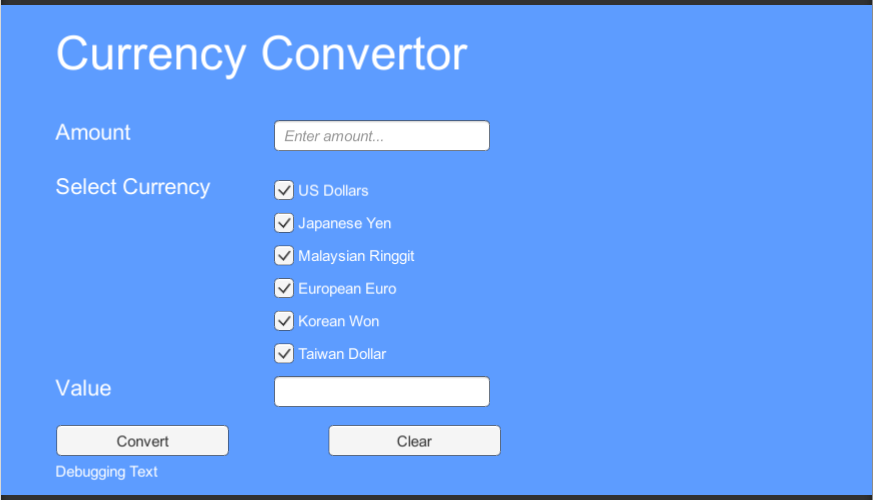 Currency Convertor
Amount
Enter amount...
Select Currency
US Dollars
Japanese Yen
Malaysian Ringgit
European Euro
Korean Won
Taiwan Dollar
Value
Convert
Clear
Debugging Text